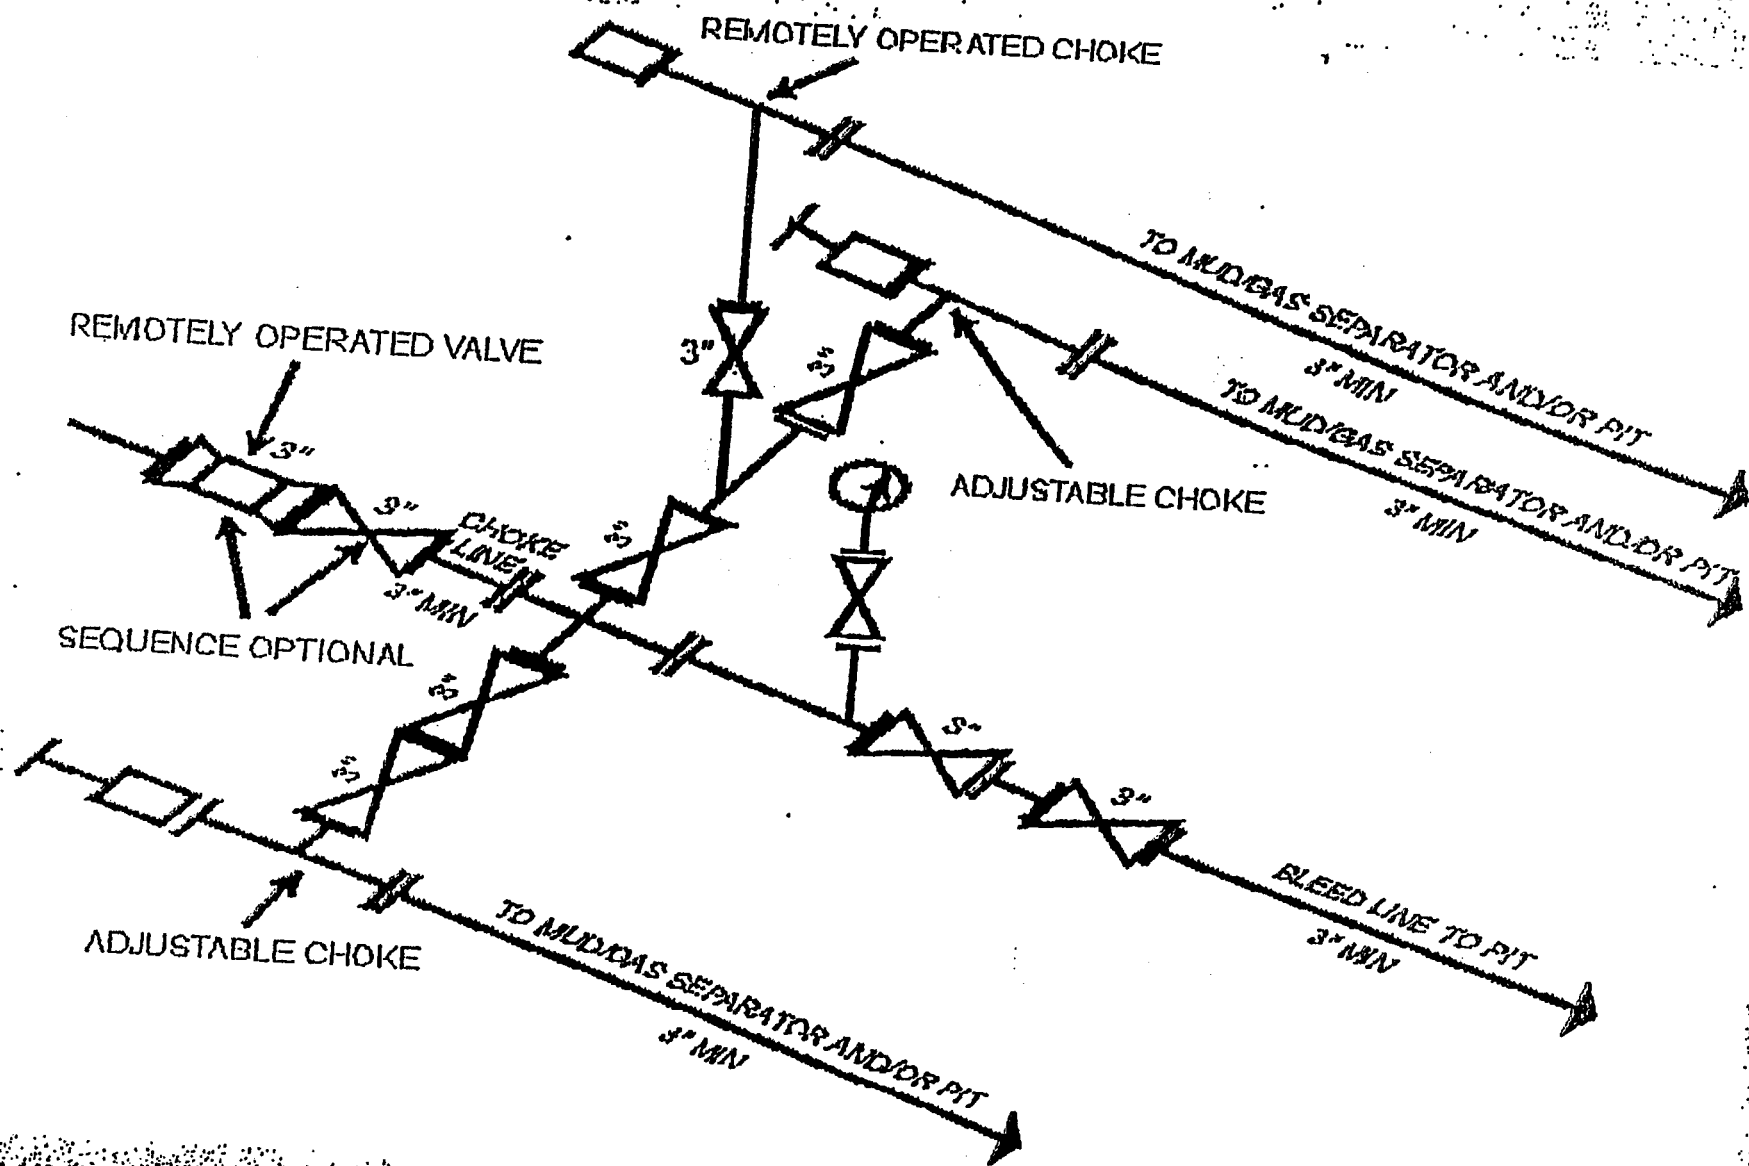 REMOTELY OPERATED CHOKE
TO MUD/GAS SEPARATOR AND/OR PIT
3" MIN
REMOTELY OPERATED VALVE
3"
3"
TO MUD/GAS SEPARATOR AND/OR PIT
3" MIN
3"
3"
CHOKE
LINE
3" MIN
3"
ADJUSTABLE CHOKE
SEQUENCE OPTIONAL
3"
3"
3"
3"
BLEED LINE TO PIT
3" MIN
ADJUSTABLE CHOKE
TO MUD/GAS SEPARATOR AND/OR PIT
3" MIN